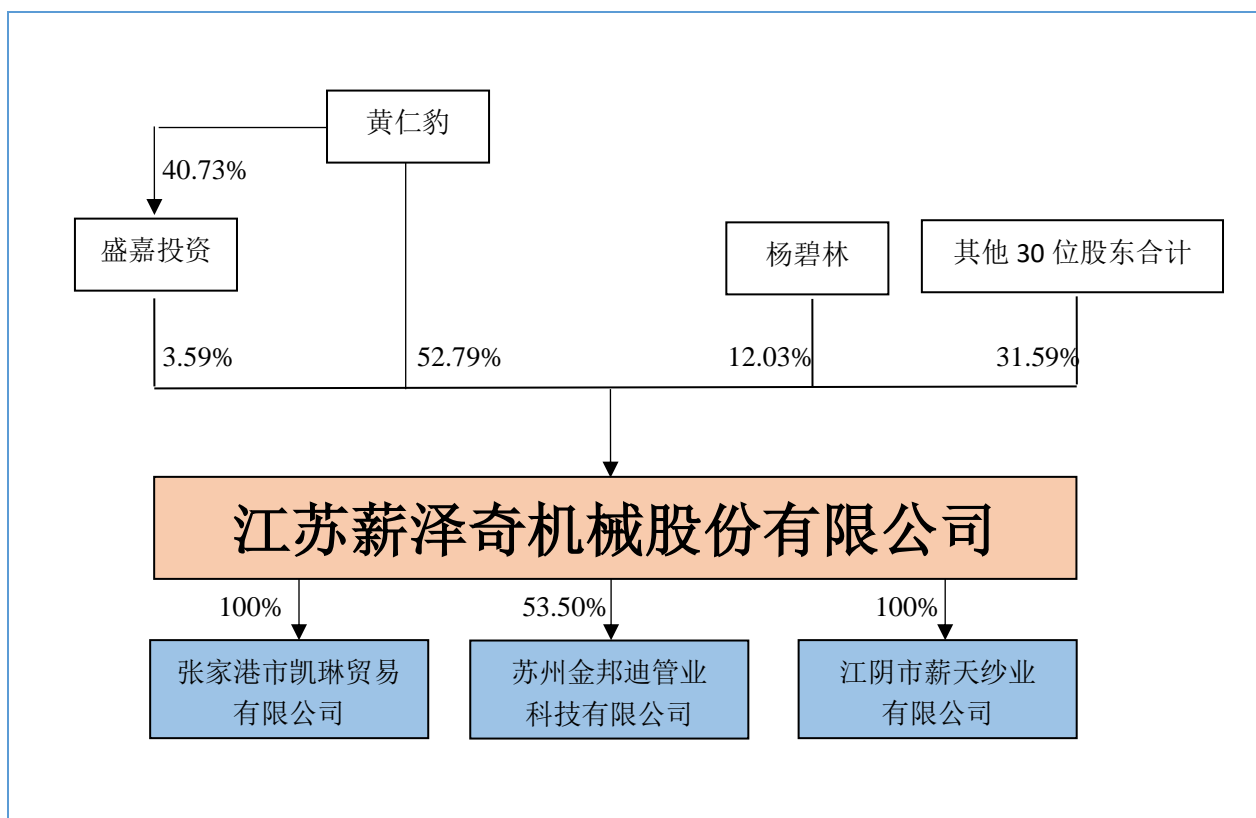 黄仁豹
40.73%
盛嘉投资
杨碧林
其他 30 位股东合计
3.59%
52.79%
12.03%
31.59%
江苏薪泽奇机械股份有限公司
100%
53.50%
100%
张家港市凯琳贸易
有限公司
苏州金邦迪管业
科技有限公司
江阴市薪天纱业
有限公司